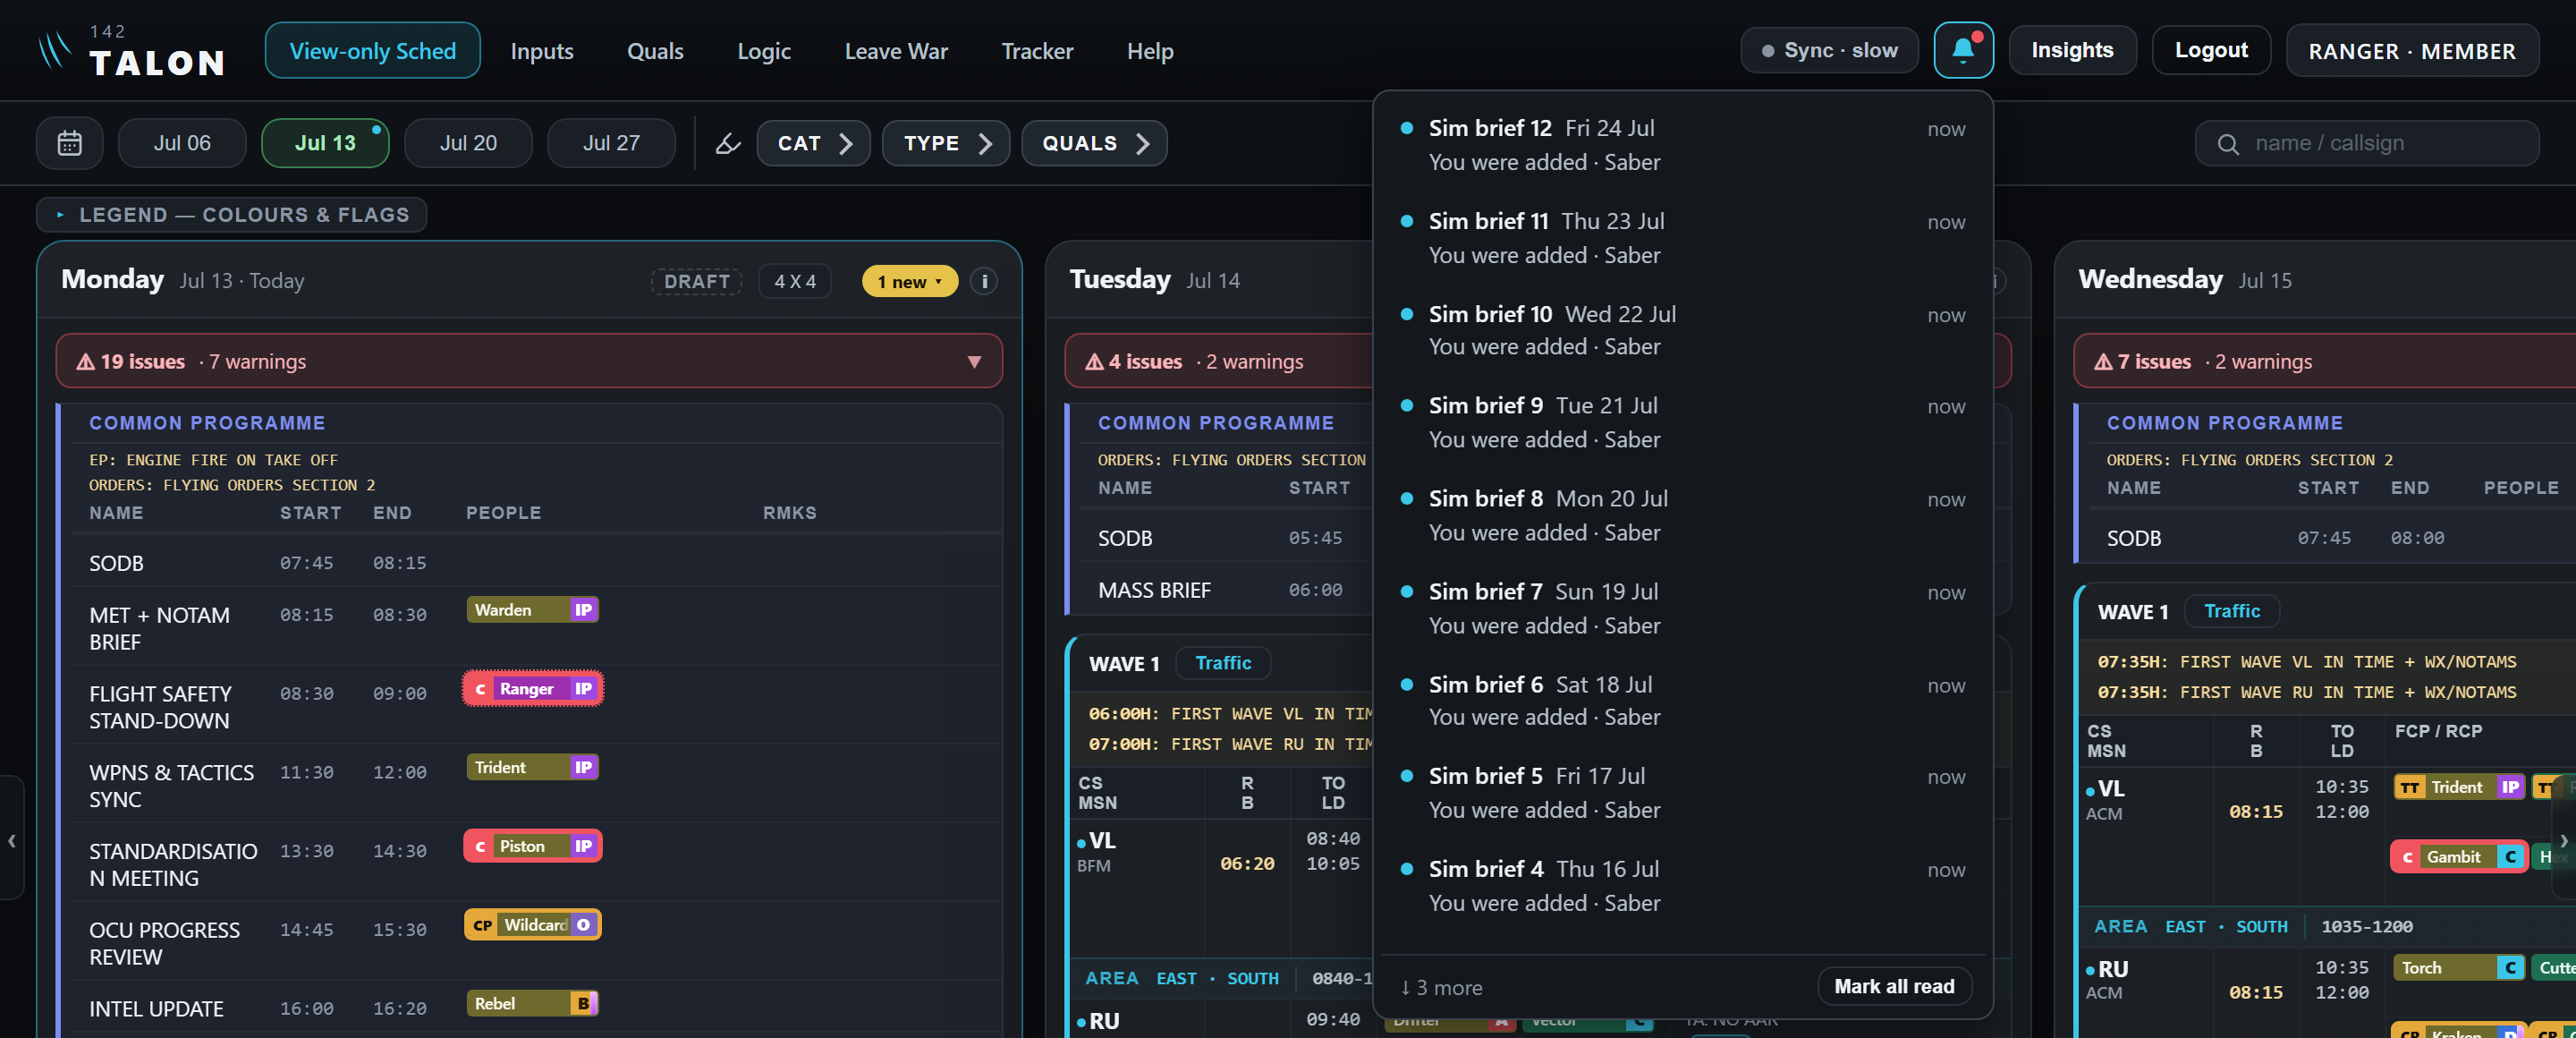 142
TALON
View-only Sched
Inputs
Quals
Logic
Leave War
Tracker
Help
Sync · slow
Insights
Logout
RANGER · MEMBER
Jul 06
Jul 13
Jul 20
Jul 27
CAT
TYPE
QUALS
name / callsign
LEGEND — COLOURS & FLAGS
Monday Jul 13 · Today
DRAFT
4 X 4
1 new
i
⚠ 19 issues · 7 warnings
COMMON PROGRAMME
EP: ENGINE FIRE ON TAKE OFF
ORDERS: FLYING ORDERS SECTION 2
NAME START END PEOPLE RMKS
SODB 07:45 08:15
MET + NOTAM BRIEF 08:15 08:30 Warden IP
FLIGHT SAFETY STAND-DOWN 08:30 09:00 C Ranger IP
WPNS & TACTICS SYNC 11:30 12:00 Trident IP
STANDARDISATIO
N MEETING 13:30 14:30 C Piston IP
OCU PROGRESS REVIEW 14:45 15:30 CP Wildcard O
INTEL UPDATE 16:00 16:20 Rebel B
Tuesday Jul 14
i
⚠ 4 issues · 2 warnings
COMMON PROGRAMME
ORDERS: FLYING ORDERS SECTION
NAME START
SODB 05:45
MASS BRIEF 06:00
WAVE 1 Traffic
06:00H: FIRST WAVE VL IN TIM
07:00H: FIRST WAVE RU IN TIM
CS R TO
MSN B LD
VL 08:40
BFM 06:20 10:05
AREA EAST · SOUTH 0840-1
RU 09:40
Drifter A Vector C
Sim brief 12 Fri 24 Jul now
You were added · Saber
Sim brief 11 Thu 23 Jul now
You were added · Saber
Sim brief 10 Wed 22 Jul now
You were added · Saber
Sim brief 9 Tue 21 Jul now
You were added · Saber
Sim brief 8 Mon 20 Jul now
You were added · Saber
Sim brief 7 Sun 19 Jul now
You were added · Saber
Sim brief 6 Sat 18 Jul now
You were added · Saber
Sim brief 5 Fri 17 Jul now
You were added · Saber
Sim brief 4 Thu 16 Jul now
You were added · Saber
↓ 3 more
Mark all read
Wednesday Jul 15
⚠ 7 issues · 2 warnings
COMMON PROGRAMME
ORDERS: FLYING ORDERS SECTION 2
NAME START END PEOPLE
SODB 07:45 08:00
WAVE 1 Traffic
07:35H: FIRST WAVE VL IN TIME + WX/NOTAMS
07:35H: FIRST WAVE RU IN TIME + WX/NOTAMS
CS R TO FCP / RCP
MSN B LD
VL 10:35 TT Trident IP
ACM 08:15 12:00
C Gambit C
AREA EAST · SOUTH 1035-1200
RU 10:35 Torch C Cutte
ACM 08:15 12:00
CP Kraken